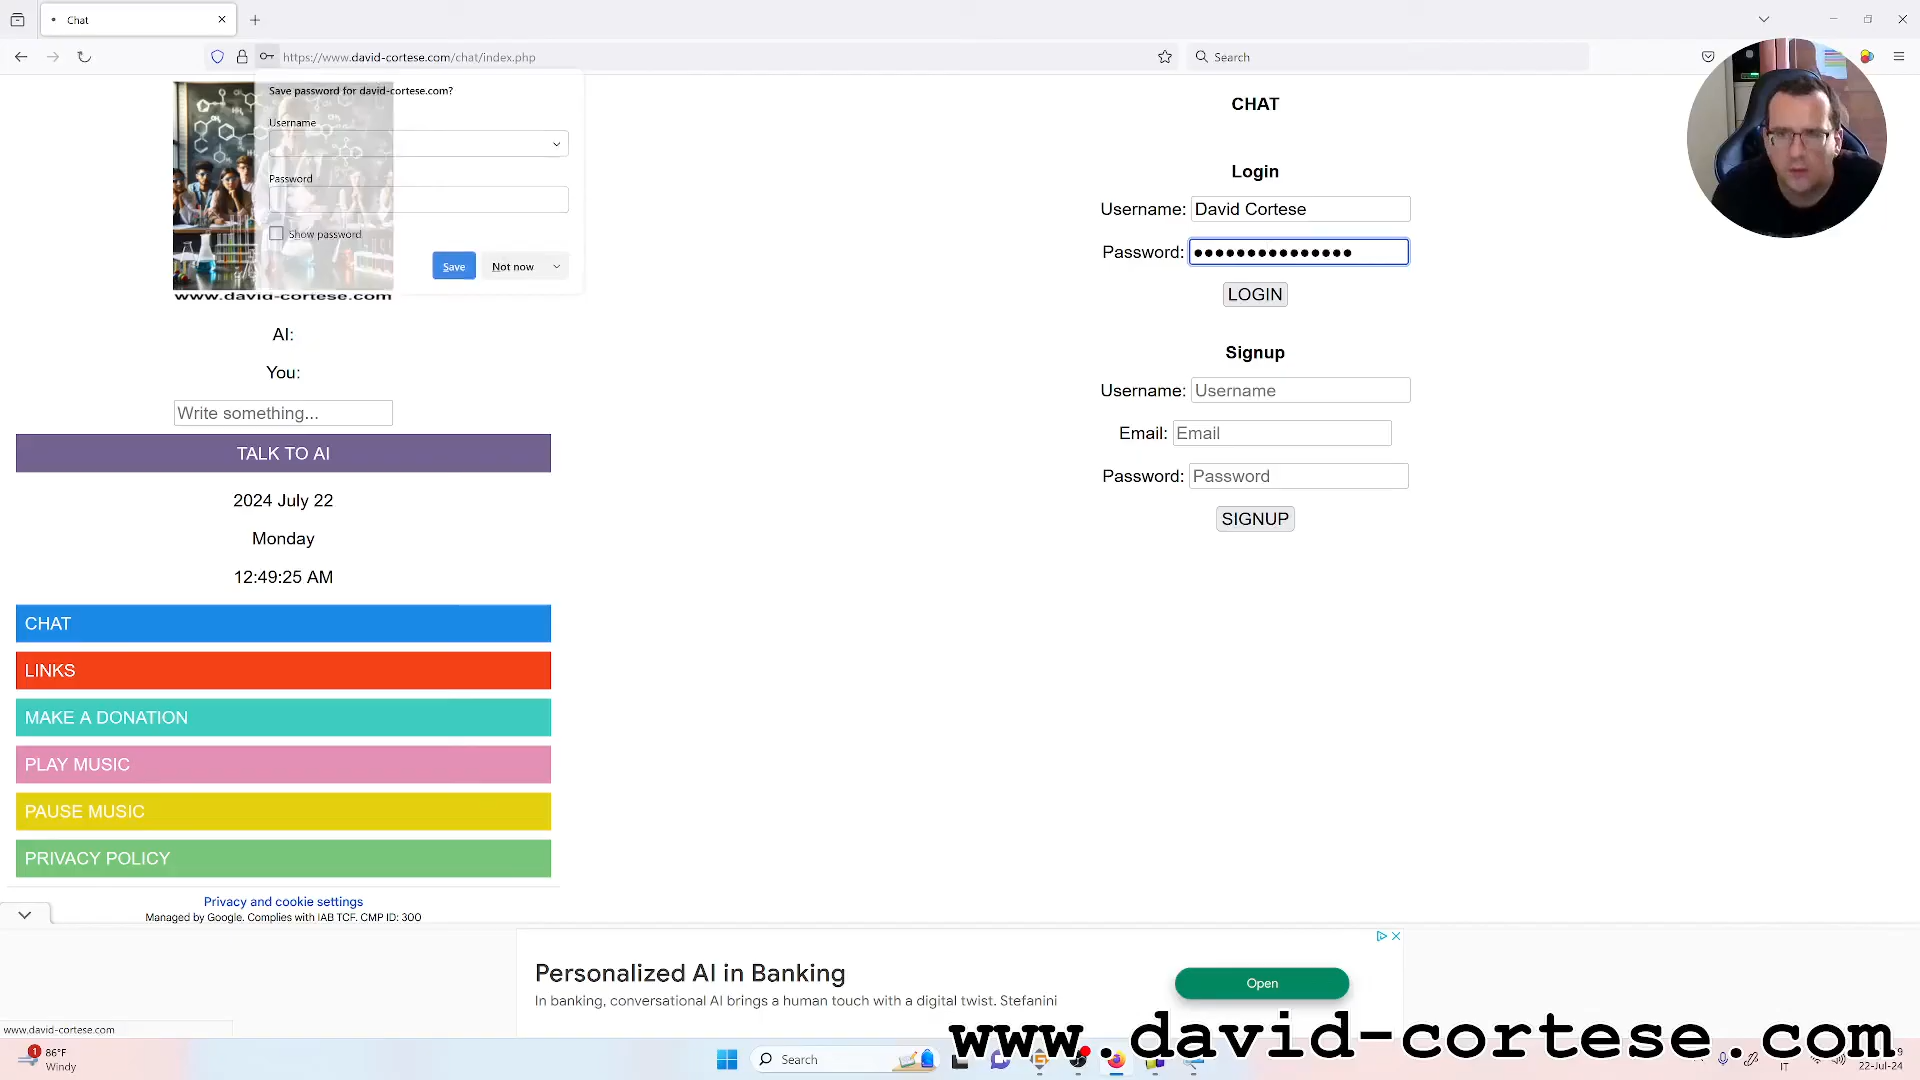 Chat
https://www.david-cortese.com/chat/index.php
Search
Save password for david-cortese.com?
Username
Password
Show password
Save
Not now
www.david-cortese.com
AI:
You:
Write something...
TALK TO AI
2024 July 22
Monday
12:49:25 AM
CHAT
LINKS
MAKE A DONATION
PLAY MUSIC
PAUSE MUSIC
PRIVACY POLICY
Privacy and cookie settings
Managed by Google. Complies with IAB TCF. CMP ID: 300
CHAT
Login
Username: David Cortese
Password:
LOGIN
Signup
Username: Username
Email: Email
Password: Password
SIGNUP
Personalized AI in Banking
In banking, conversational AI brings a human touch with a digital twist. Stefanini
Open
www.david-cortese.com
www.david-cortese.com
1
86°F
Windy
Search
IT
22-Jul-24